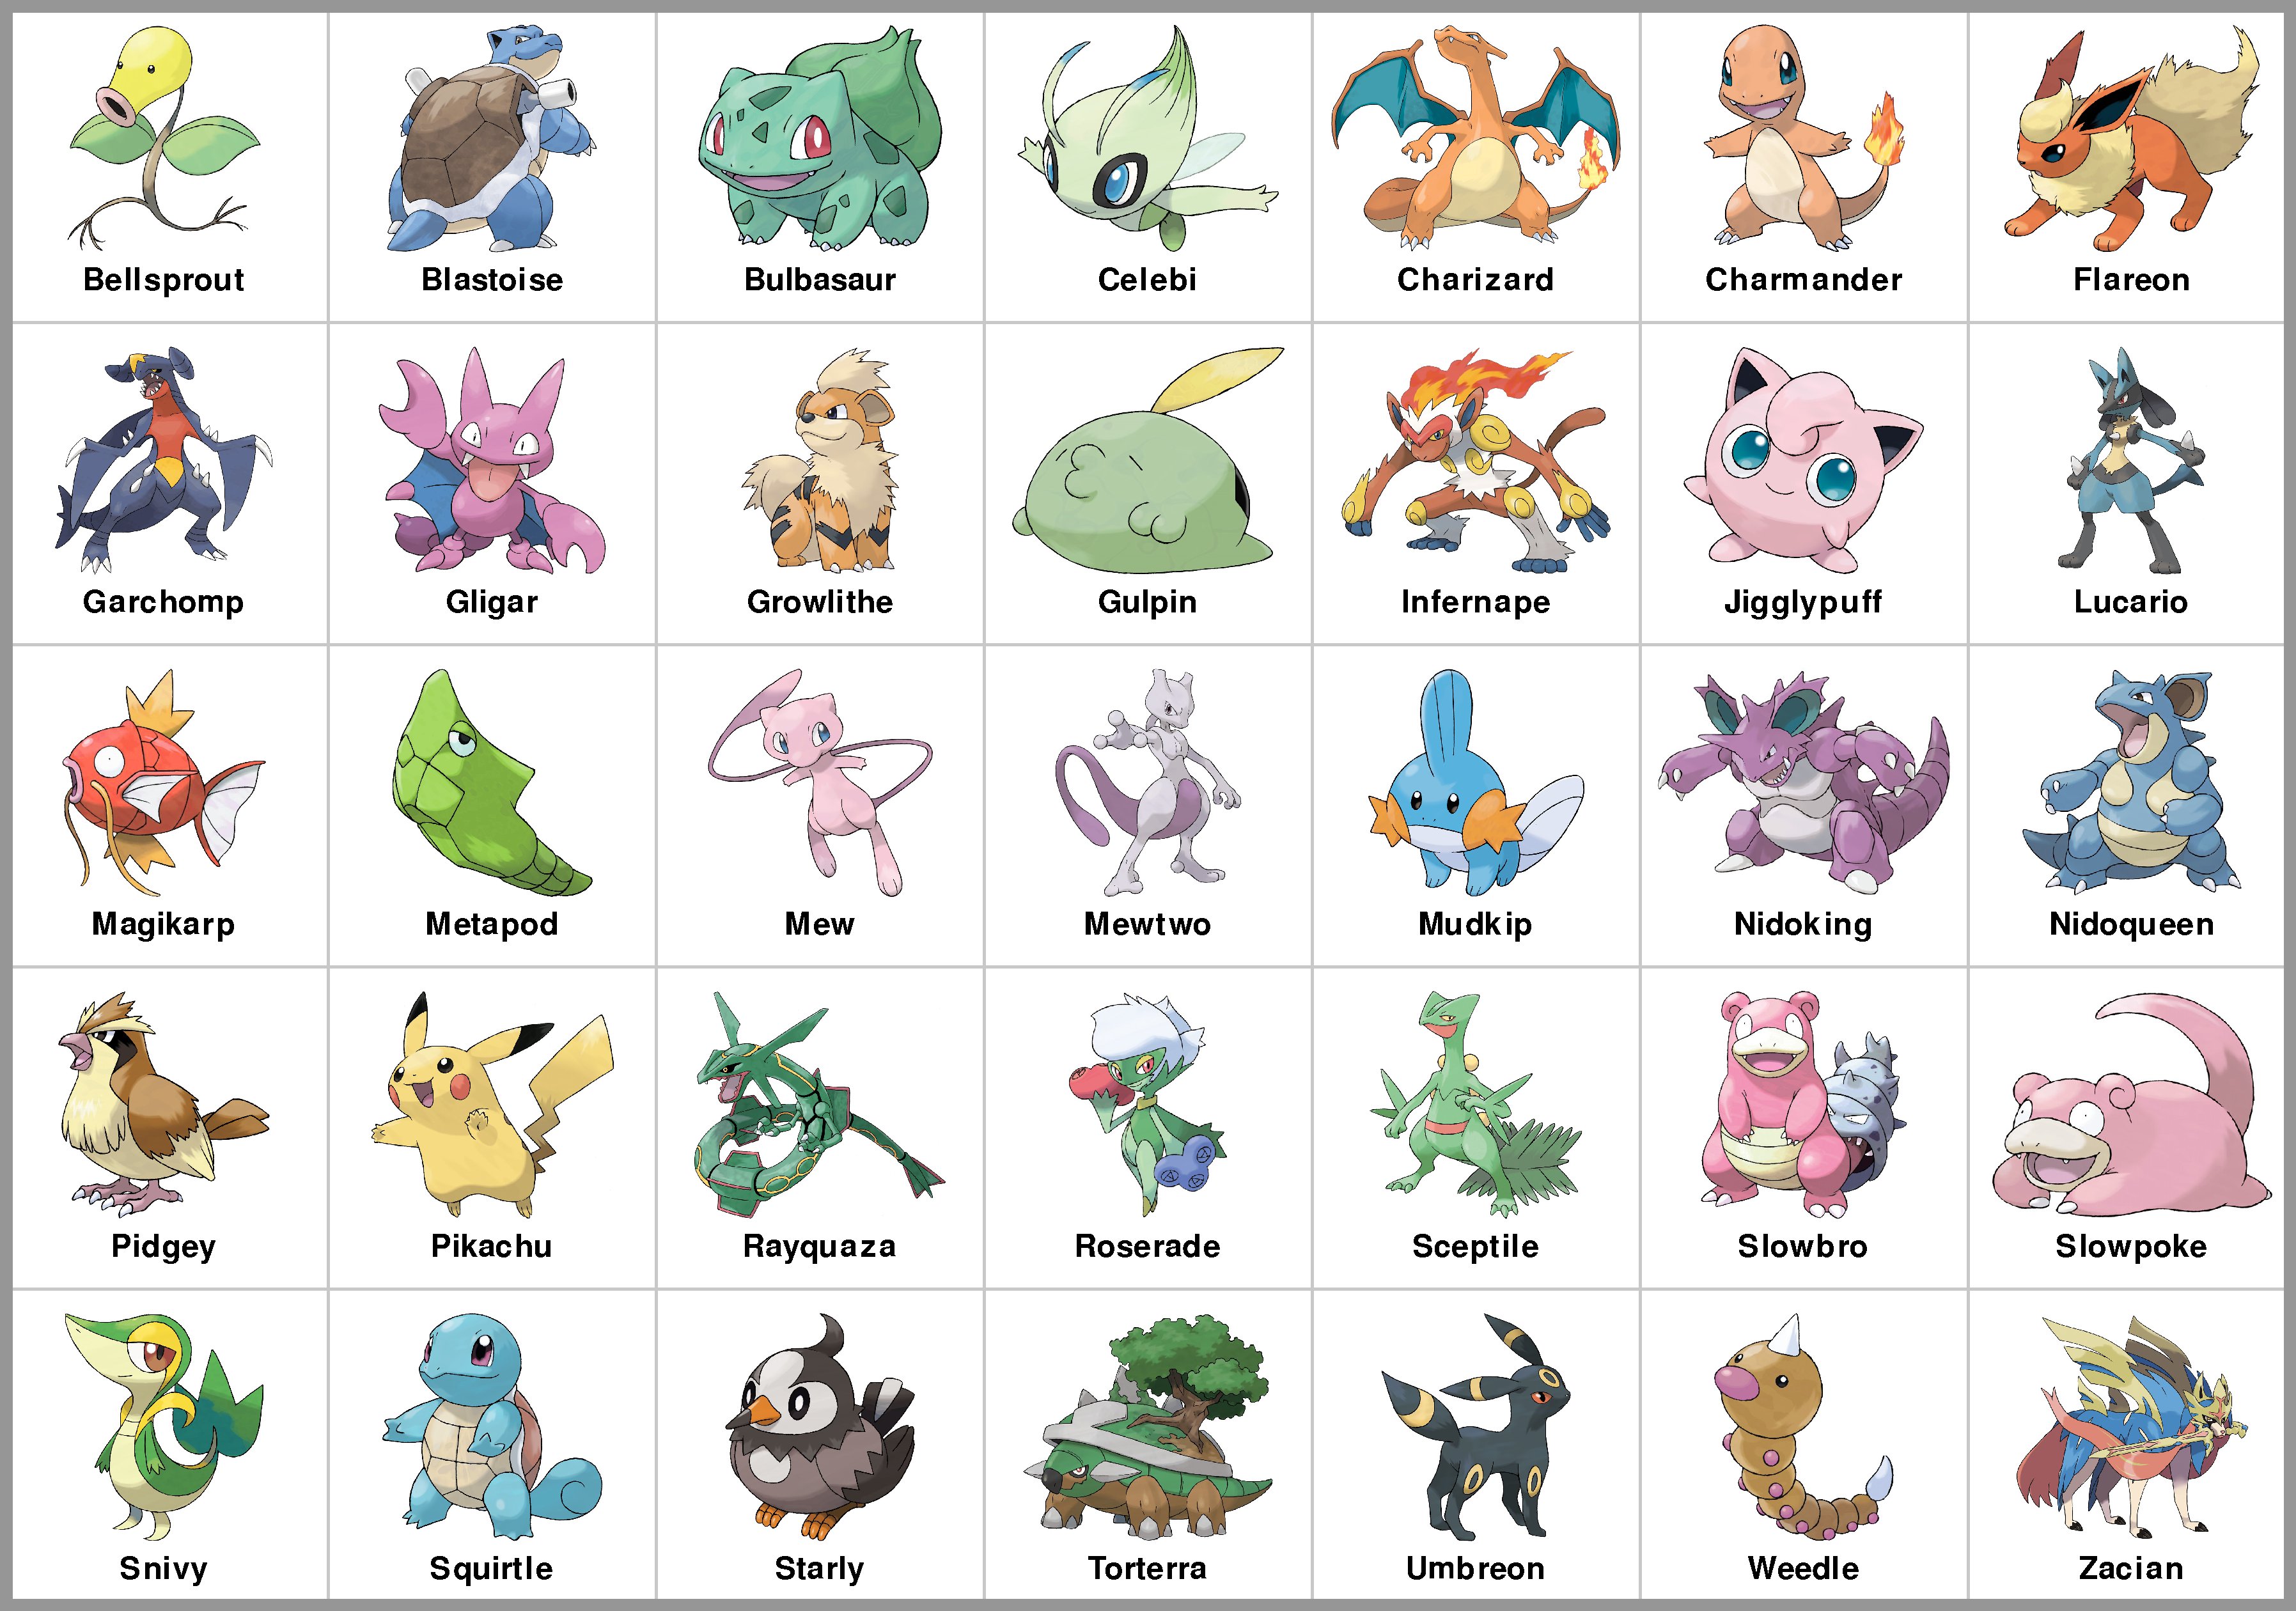 Bellsprout
Blastoise
Bulbasaur
Celebi
Charizard
Charmander
Flareon
Garchomp
Gligar
Growlithe
Gulpin
Infernape
Jigglypuff
Lucario
Magikarp
Metapod
Mew
Mewtwo
Mudkip
Nidoking
Nidoqueen
Pidgey
Pikachu
Rayquaza
Roserade
Sceptile
Slowbro
Slowpoke
Snivy
Squirtle
Starly
Torterra
Umbreon
Weedle
Zacian